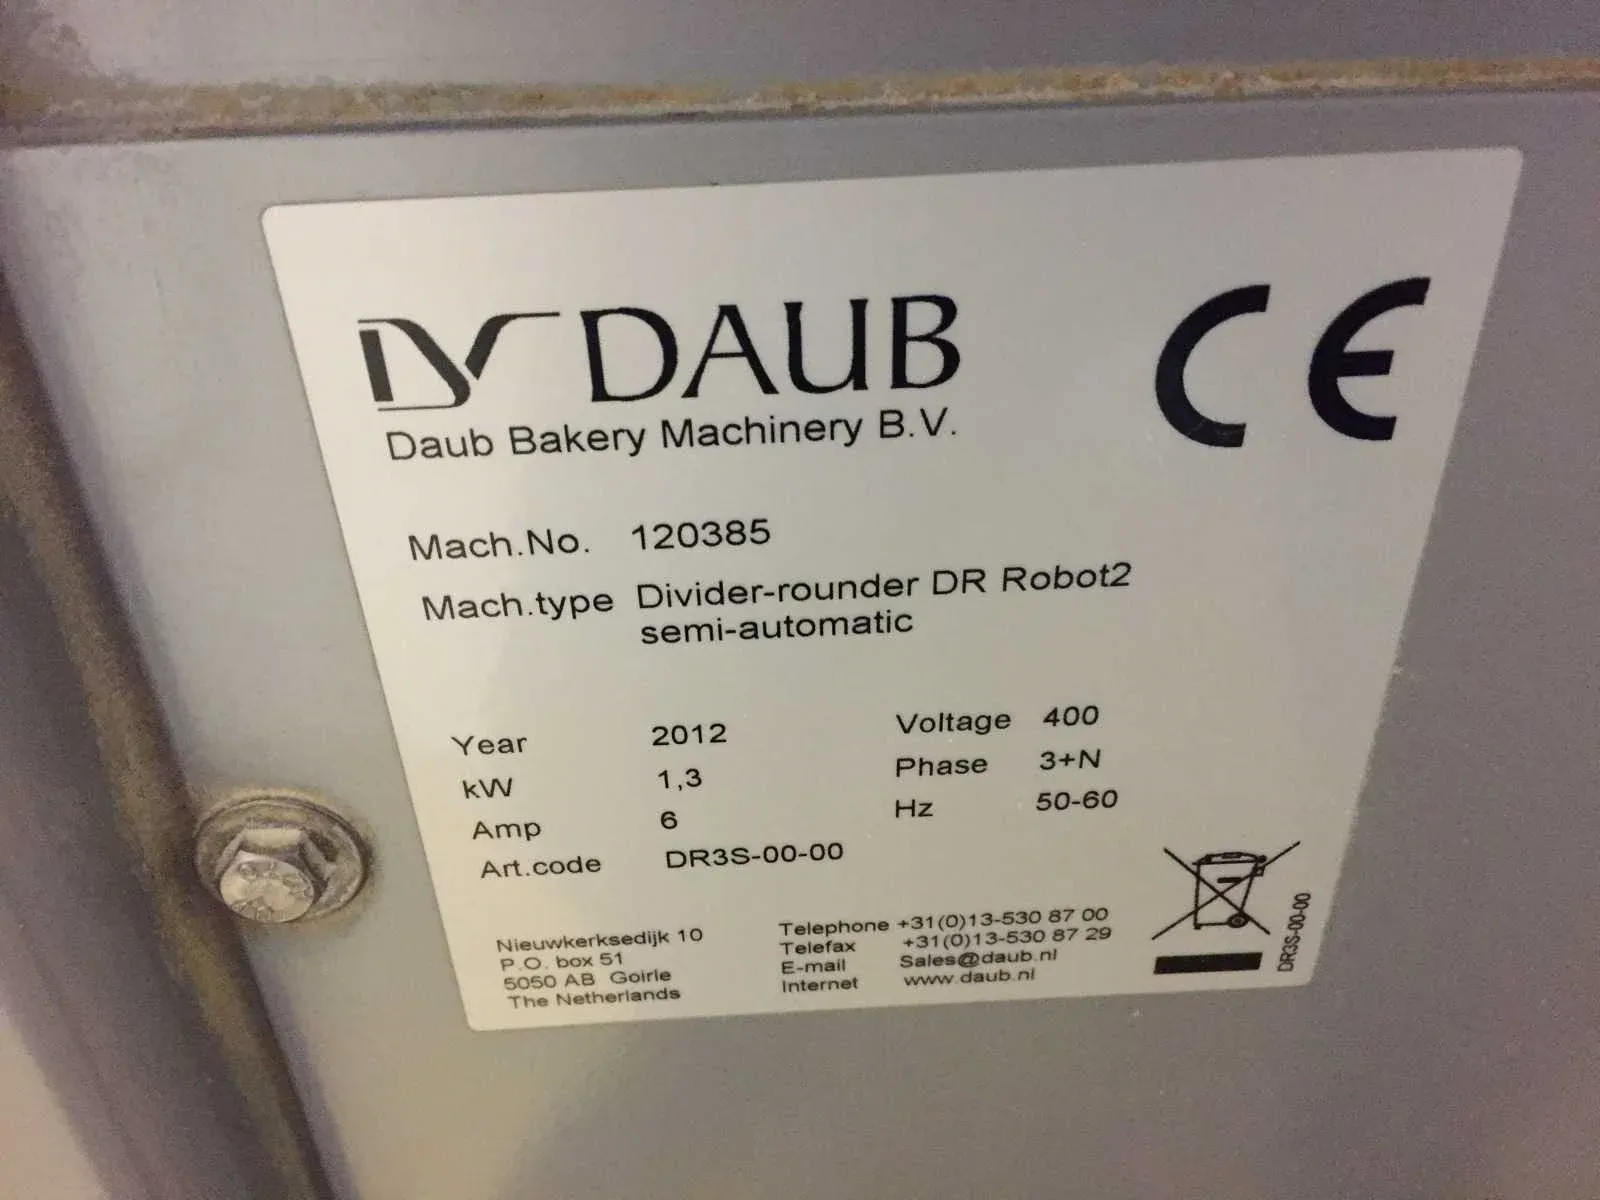 DAUB
CE
Daub Bakery Machinery B.V.
Mach.No. 120385
Mach.type Divider-rounder DR Robot2
semi-automatic
Year 2012 Voltage 400
kW 1,3 Phase 3+N
Amp 6 Hz 50-60
Art.code DR3S-00-00
Nieuwkerksedijk 10
P.O. box 51
5050 AB Goirle
The Netherlands
Telephone +31(0)13-530 87 00
Telefax +31(0)13-530 87 29
E-mail Sales@daub.nl
Internet www.daub.nl
DR3S-00-00